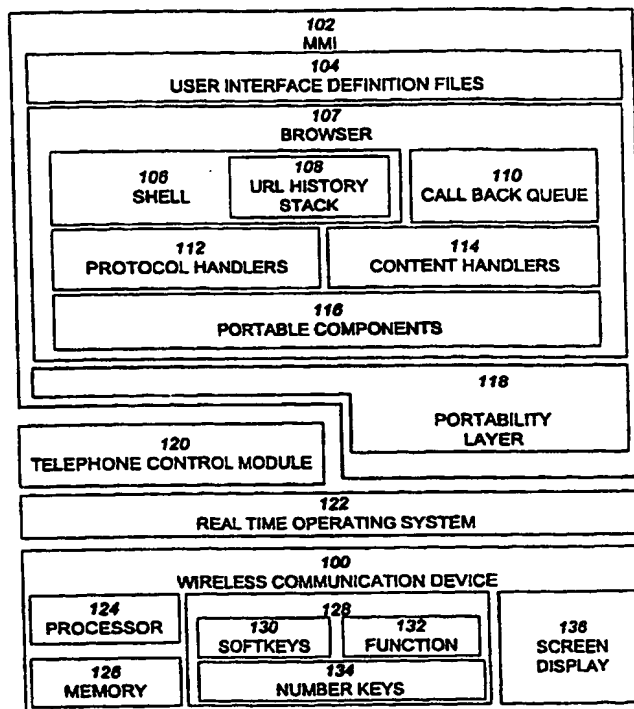 102
MMI
104
USER INTERFACE DEFINITION FILES
107
BROWSER
106
SHELL
108
URL HISTORY
STACK
110
CALL BACK QUEUE
112
PROTOCOL HANDLERS
114
CONTENT HANDLERS
116
PORTABLE COMPONENTS
118
PORTABILITY
LAYER
120
TELEPHONE CONTROL MODULE
122
REAL TIME OPERATING SYSTEM
100
WIRELESS COMMUNICATION DEVICE
124
PROCESSOR
126
MEMORY
128
130
SOFTKEYS
132
FUNCTION
134
NUMBER KEYS
136
SCREEN
DISPLAY